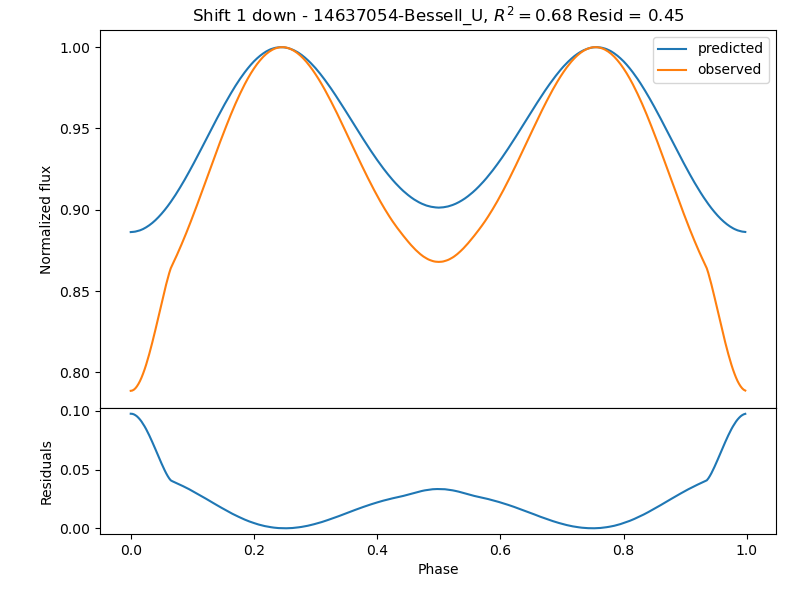 Shift 1 down - 14637054-Bessell_U, R² = 0.68 Resid = 0.45
predicted
observed
1.00
0.95
0.90
0.85
0.80
Normalized flux
0.10
0.05
0.00
Residuals
0.0 0.2 0.4 0.6 0.8 1.0
Phase